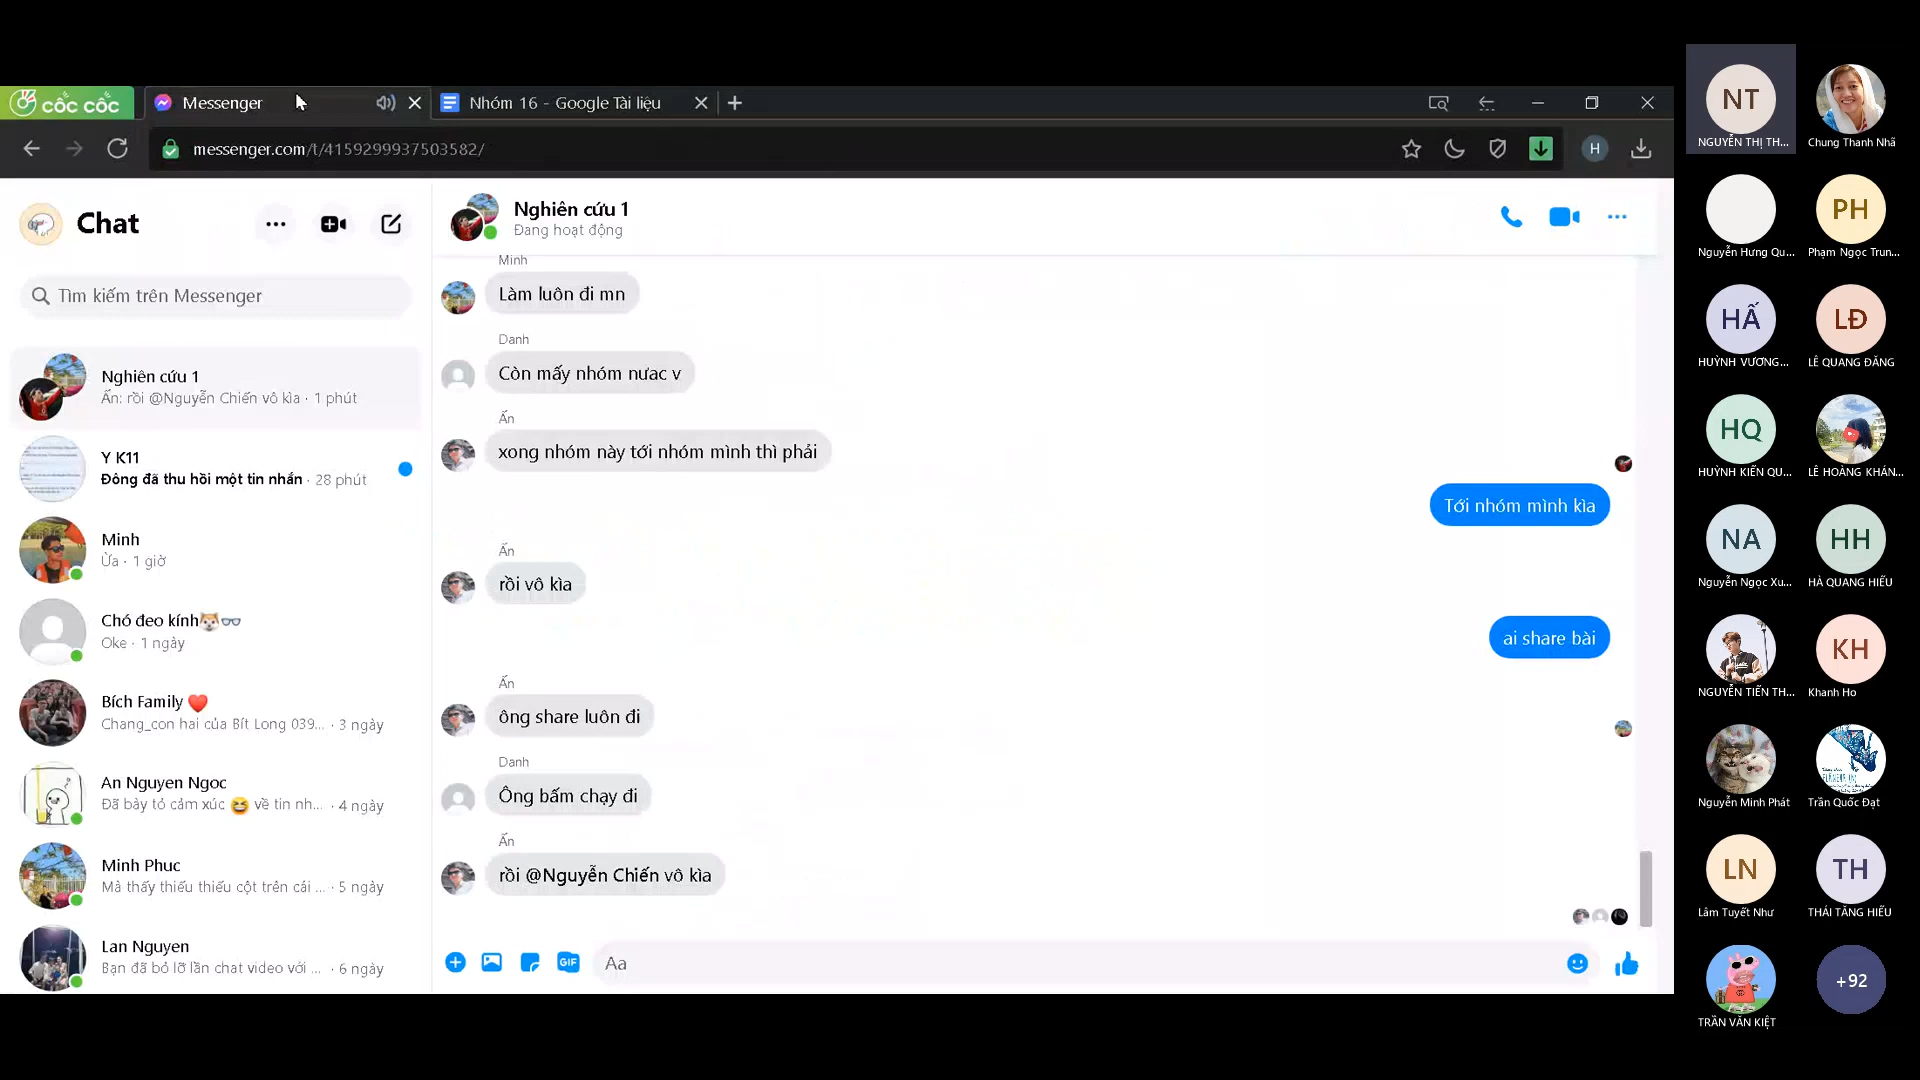 cốc cốc
Messenger
Nhóm 16 - Google Tài liệu
messenger.com/t/4159299937503582/
H
Chat
Tìm kiếm trên Messenger
Nghiên cứu 1
Ấn: rồi @Nguyễn Chiến vô kìa · 1 phút
Y K11
Đông đã thu hồi một tin nhắn · 28 phút
Minh
Ừa · 1 giờ
Chó đeo kính🐕👓
Oke · 1 ngày
Bích Family ❤️
Chang_con hai của Bít Long 039... · 3 ngày
An Nguyen Ngoc
Đã bày tỏ cảm xúc 😆 về tin nh... · 4 ngày
Minh Phuc
Mà thấy thiếu thiếu cột trên cái ... · 5 ngày
Lan Nguyen
Bạn đã bỏ lỡ lần chat video với ... · 6 ngày
Nghiên cứu 1
Đang hoạt động
Minh
Làm luôn đi mn
Danh
Còn mấy nhóm nưac v
Ấn
xong nhóm này tới nhóm mình thì phải
Tới nhóm mình kìa
Ấn
rồi vô kìa
ai share bài
Ấn
ông share luôn đi
Danh
Ông bấm chạy đi
Ấn
rồi @Nguyễn Chiến vô kìa
GIF
Aa
NT
NGUYỄN THỊ TH...
Chung Thanh Nhã
Nguyễn Hưng Qu...
PH
Phạm Ngọc Trun...
HẤ
HUỲNH VƯƠNG...
LĐ
LÊ QUANG ĐĂNG
HQ
HUỲNH KIẾN QU...
LÊ HOÀNG KHÁN...
NA
Nguyễn Ngọc Xu...
HH
HÀ QUANG HIẾU
NGUYỄN TIẾN TH...
KH
Khanh Ho
Nguyễn Minh Phát
Trần Quốc Đạt
LN
Lâm Tuyết Như
TH
THÁI TĂNG HIẾU
TRẦN VĂN KIỆT
+92